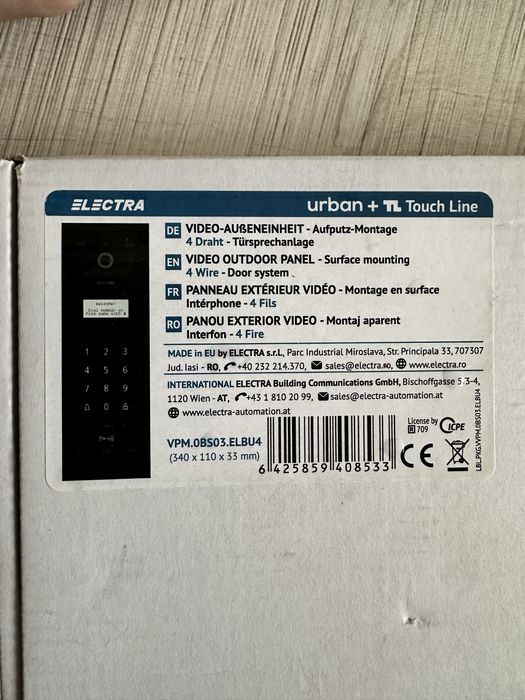 ELECTRA
urban + TL Touch Line
DE VIDEO-AUßENEINHEIT - Aufputz-Montage
4 Draht - Türsprechanlage
EN VIDEO OUTDOOR PANEL - Surface mounting
4 Wire - Door system
FR PANNEAU EXTÉRIEUR VIDÉO - Montage en surface
Intérphone - 4 Fils
RO PANOU EXTERIOR VIDEO - Montaj aparent
Interfon - 4 Fire
MADE in EU by ELECTRA s.r.l., Parc Industrial Miroslava, Str. Principala 33, 707307
Jud. Iasi - RO, +40 232 214.370, sales@electra.ro, www.electra.ro
INTERNATIONAL ELECTRA Building Communications GmbH, Bischoffgasse 5 3-4,
1120 Wien - AT, +43 1 810 20 99, sales@electra-automation.at
www.electra-automation.at
VPM.0BS03.ELBU4
(340 x 110 x 33 mm)
6 425859 408533
License by
R 709 ICPE
CE
LBL.PKG.VVPM.0BS03.ELBU4
Dial number or
1 2 3
4 5 6
7 8 9
0